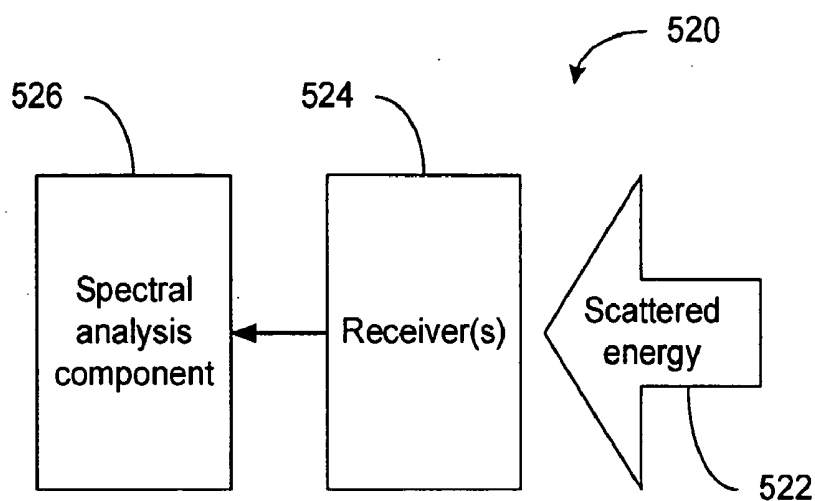 520
526
524
Spectral
analysis
component
Receiver(s)
Scattered
energy
522